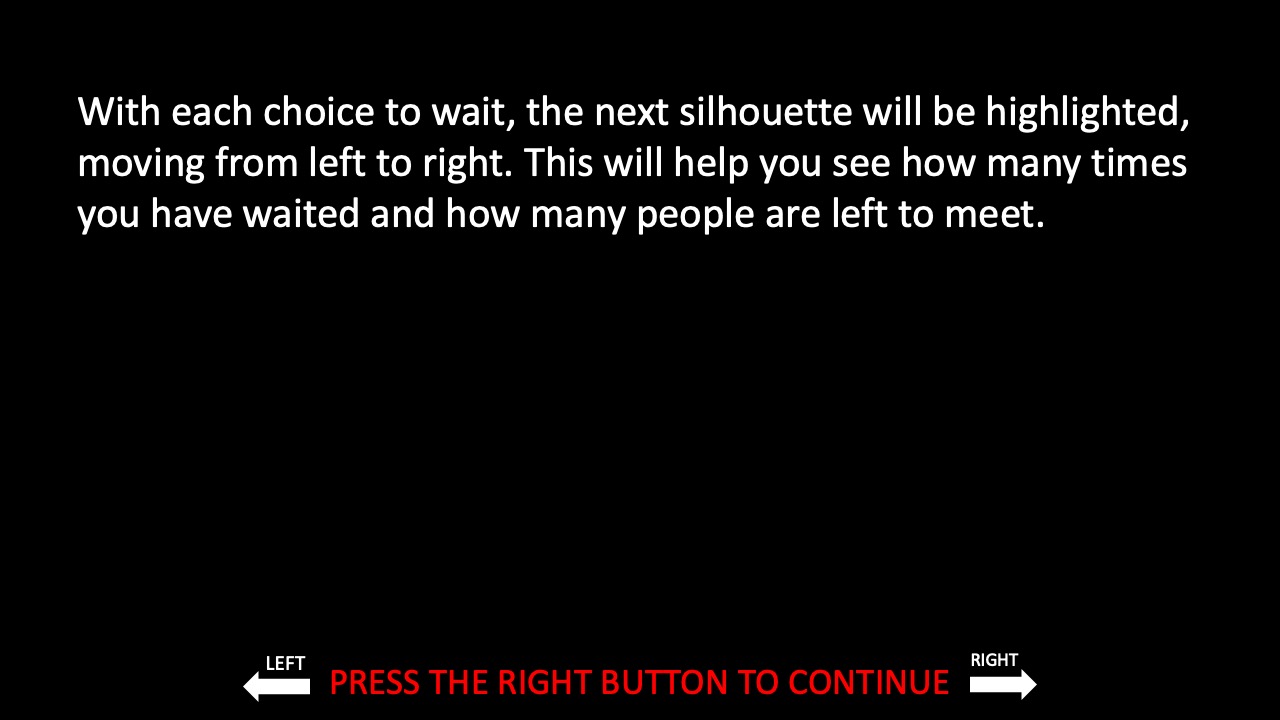 With each choice to wait, the next silhouette will be highlighted,
moving from left to right. This will help you see how many times
you have waited and how many people are left to meet.
LEFT
PRESS THE RIGHT BUTTON TO CONTINUE
RIGHT